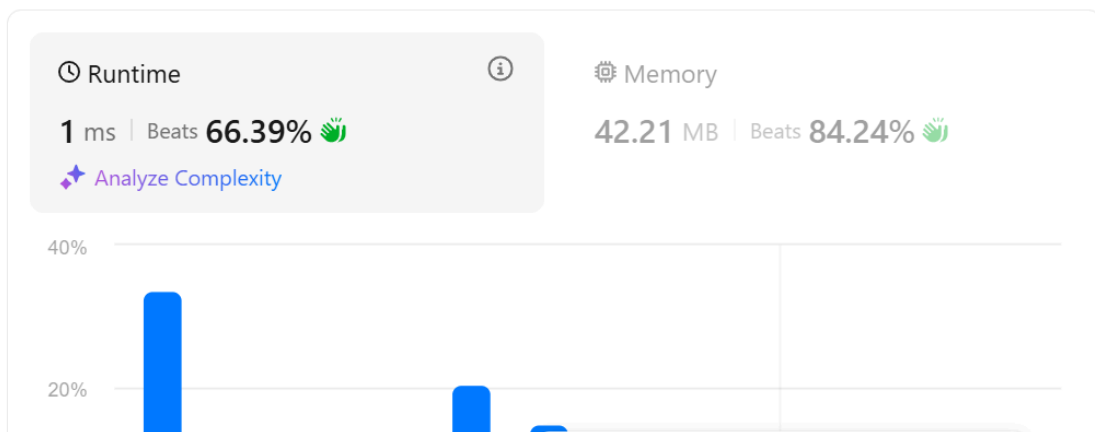 Runtime
1 ms Beats 66.39%
Analyze Complexity
Memory
42.21 MB Beats 84.24%
40%
20%